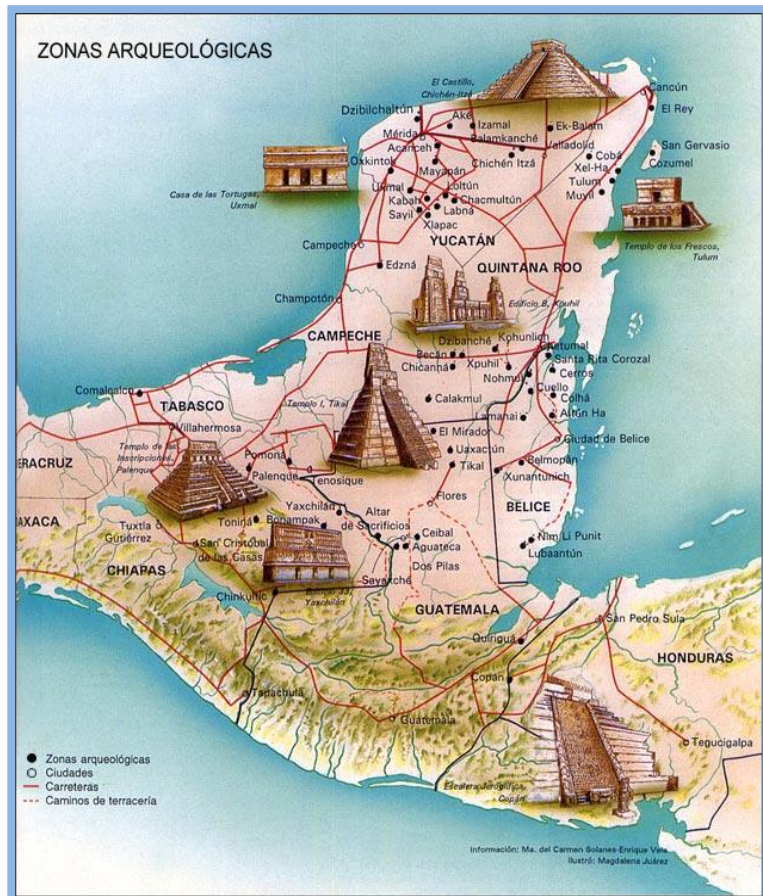 ZONAS ARQUEOLÓGICAS
El Castillo,
Chichén-Itzá
Cancún
El Rey
Dzibilchaltún
Aké
Izamal
Ek-Balam
Mérida
Balamkanché
Valladolid
Acanceh
San Gervasio
Cobá
Cozumel
Oxkintok
Mayapán
Chichén Itzá
Xel-Ha
Tulum
Muyil
Casa de las Tortugas,
Uxmal
Uxmal
Loltún
Kabah
Chacmultún
Sayil
Labná
Xlapac
Templo de los Frescos,
Tulum
Campeche
YUCATÁN
Edzná
QUINTANA ROO
Champotón
Edificio B, Xpuhil
CAMPECHE
Dzibanché
Kohunlich
Chetumal
Becán
Xpuhil
Santa Rita Corozal
Chicanná
Nohmul
Cerros
Cuello
Colhá
Comalcalco
TABASCO
Templo I, Tikal
Calakmul
Lamanai
Altún Ha
Villahermosa
El Mirador
Ciudad de Belice
Templo de las
Inscripciones,
Palenque
Pomoná
Uaxactún
Tikal
Belmopán
ERACRUZ
Palenque
Tenosique
Xunantunich
Flores
BELICE
AXACA
Yaxchilán
Altar
de Sacrificios
Tuxtla
Gutiérrez
Toniná
Bonampak
Ceibal
Nim Li Punit
San Cristóbal
de las Casas
Aguateca
Lubaantún
Dos Pilas
CHIAPAS
Sayaxché
Chinkultic
Edificio 33,
Yaxchilán
GUATEMALA
San Pedro Sula
Quiriguá
HONDURAS
Copán
Tapachula
Guatemala
Tegucigalpa
Zonas arqueológicas
Ciudades
Carreteras
Caminos de terracería
Escalera Jeroglífica,
Copán
Información: Ma. del Carmen Solanes-Enrique Vela
Ilustró: Magdalena Juárez